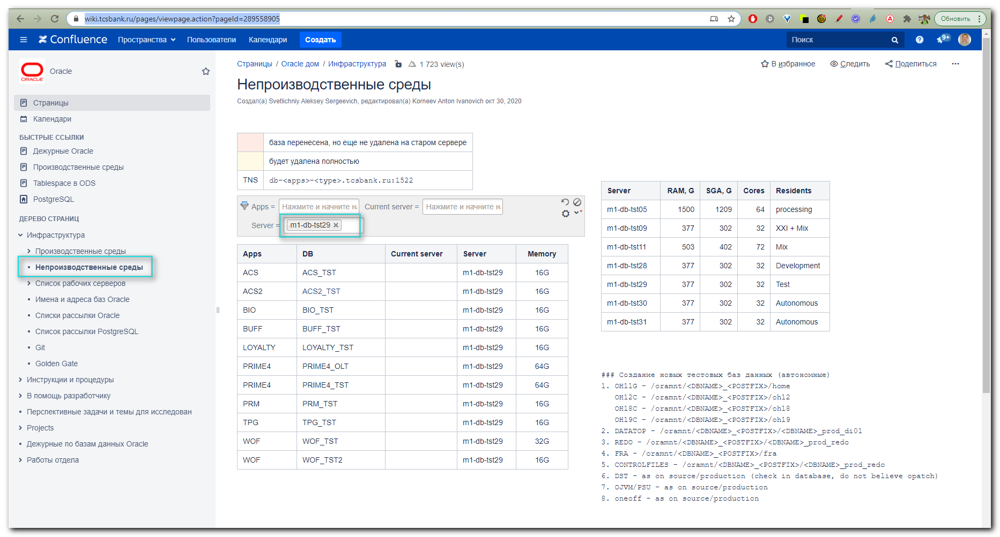 wiki.tcsbank.ru/pages/viewpage.action?pageId=289558905
Обновить
Confluence Пространства Пользователи Календари Создать Поиск 9+
ORACLE Oracle
Страницы
Календари
БЫСТРЫЕ ССЫЛКИ
Дежурные Oracle
Производственные среды
Tablespace в ODS
PostgreSQL
ДЕРЕВО СТРАНИЦ
Инфраструктура
Производственные среды
• Непроизводственные среды
Список рабочих серверов
• Имена и адреса баз Oracle
• Списки рассылки Oracle
• Список рассылки PostgreSQL
• Git
• Golden Gate
Инструкции и процедуры
В помощь разработчику
• Перспективные задачи и темы для исследован
Projects
• Дежурные по базам данных Oracle
Работы отдела
Страницы / Oracle дом / Инфраструктура 1 723 view(s)
В избранное Следить Поделиться ...
Непроизводственные среды
Создал(а) Svetlichniy Aleksey Sergeevich, редактировал(а) Korneev Anton Ivanovich окт 30, 2020
база перенесена, но еще не удалена на старом сервере
будет удалена полностью
TNS db-<apps>-<type>.tcsbank.ru:1522
Apps = Нажмите и начните на Current server = Нажмите и начните н
Server = m1-db-tst29 ×
Apps DB Current server Server Memory
ACS ACS_TST m1-db-tst29 16G
ACS2 ACS2_TST m1-db-tst29 16G
BIO BIO_TST m1-db-tst29 16G
BUFF BUFF_TST m1-db-tst29 16G
LOYALTY LOYALTY_TST m1-db-tst29 16G
PRIME4 PRIME4_OLT m1-db-tst29 64G
PRIME4 PRIME4_TST m1-db-tst29 64G
PRM PRM_TST m1-db-tst29 16G
TPG TPG_TST m1-db-tst29 16G
WOF WOF_TST m1-db-tst29 32G
WOF WOF_TST2 m1-db-tst29 16G
Server RAM, G SGA, G Cores Residents
m1-db-tst05 1500 1209 64 processing
m1-db-tst09 377 302 32 XXI + Mix
m1-db-tst11 503 402 72 Mix
m1-db-tst28 377 302 32 Development
m1-db-tst29 377 302 32 Test
m1-db-tst30 377 302 32 Autonomous
m1-db-tst31 377 302 32 Autonomous
### Создание новых тестовых баз данных (автономные)
1. OH11G - /oramnt/<DBNAME>_<POSTFIX>/home
OH12C - /oramnt/<DBNAME>_<POSTFIX>/oh12
OH18C - /oramnt/<DBNAME>_<POSTFIX>/oh18
OH19C - /oramnt/<DBNAME>_<POSTFIX>/oh19
2. DATATOP - /oramnt/<DBNAME>_<POSTFIX>/<DBNAME>_prod_di01
3. REDO - /oramnt/<DBNAME>_<POSTFIX>/<DBNAME>_prod_redo
4. FRA - /oramnt/<DBNAME>_<POSTFIX>/fra
5. CONTROLFILES - /oramnt/<DBNAME>_<POSTFIX>/<DBNAME>_prod_redo
6. DST - as on source/production (check in database, do not believe opatch)
7. OJVM/PSU - as on source/production
8. oneoff - as on source/production